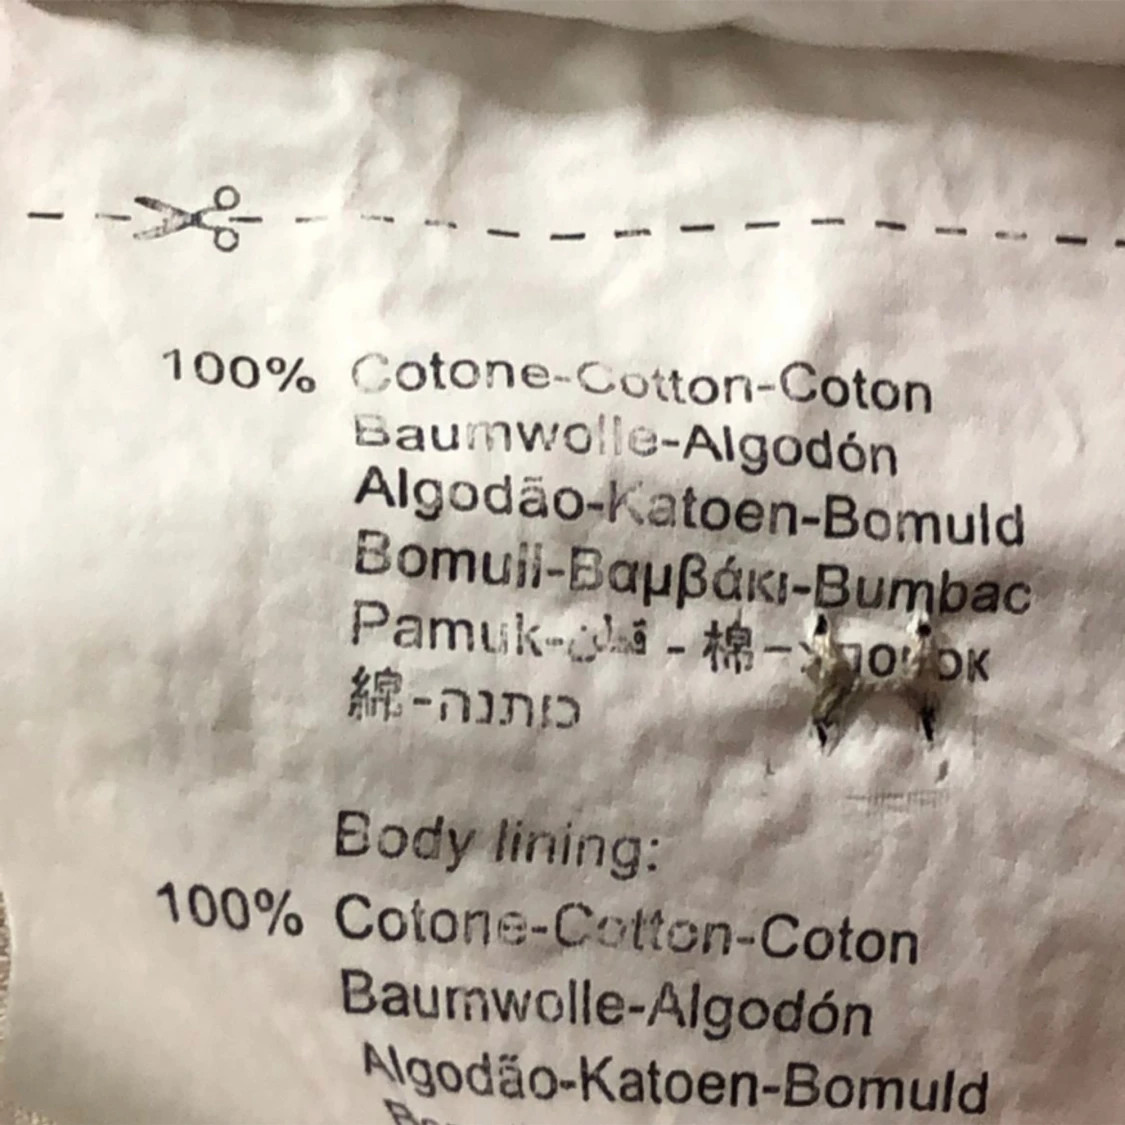 100% Cotone-Cotton-Coton
Baumwolle-Algodón
Algodão-Katoen-Bomuld
Bomull-Βαμβάκι-Bumbac
Pamuk-قطن - 棉-
綿-כותנה
Body lining:
100% Cotone-Cotton-Coton
Baumwolle-Algodón
Algodão-Katoen-Bomuld